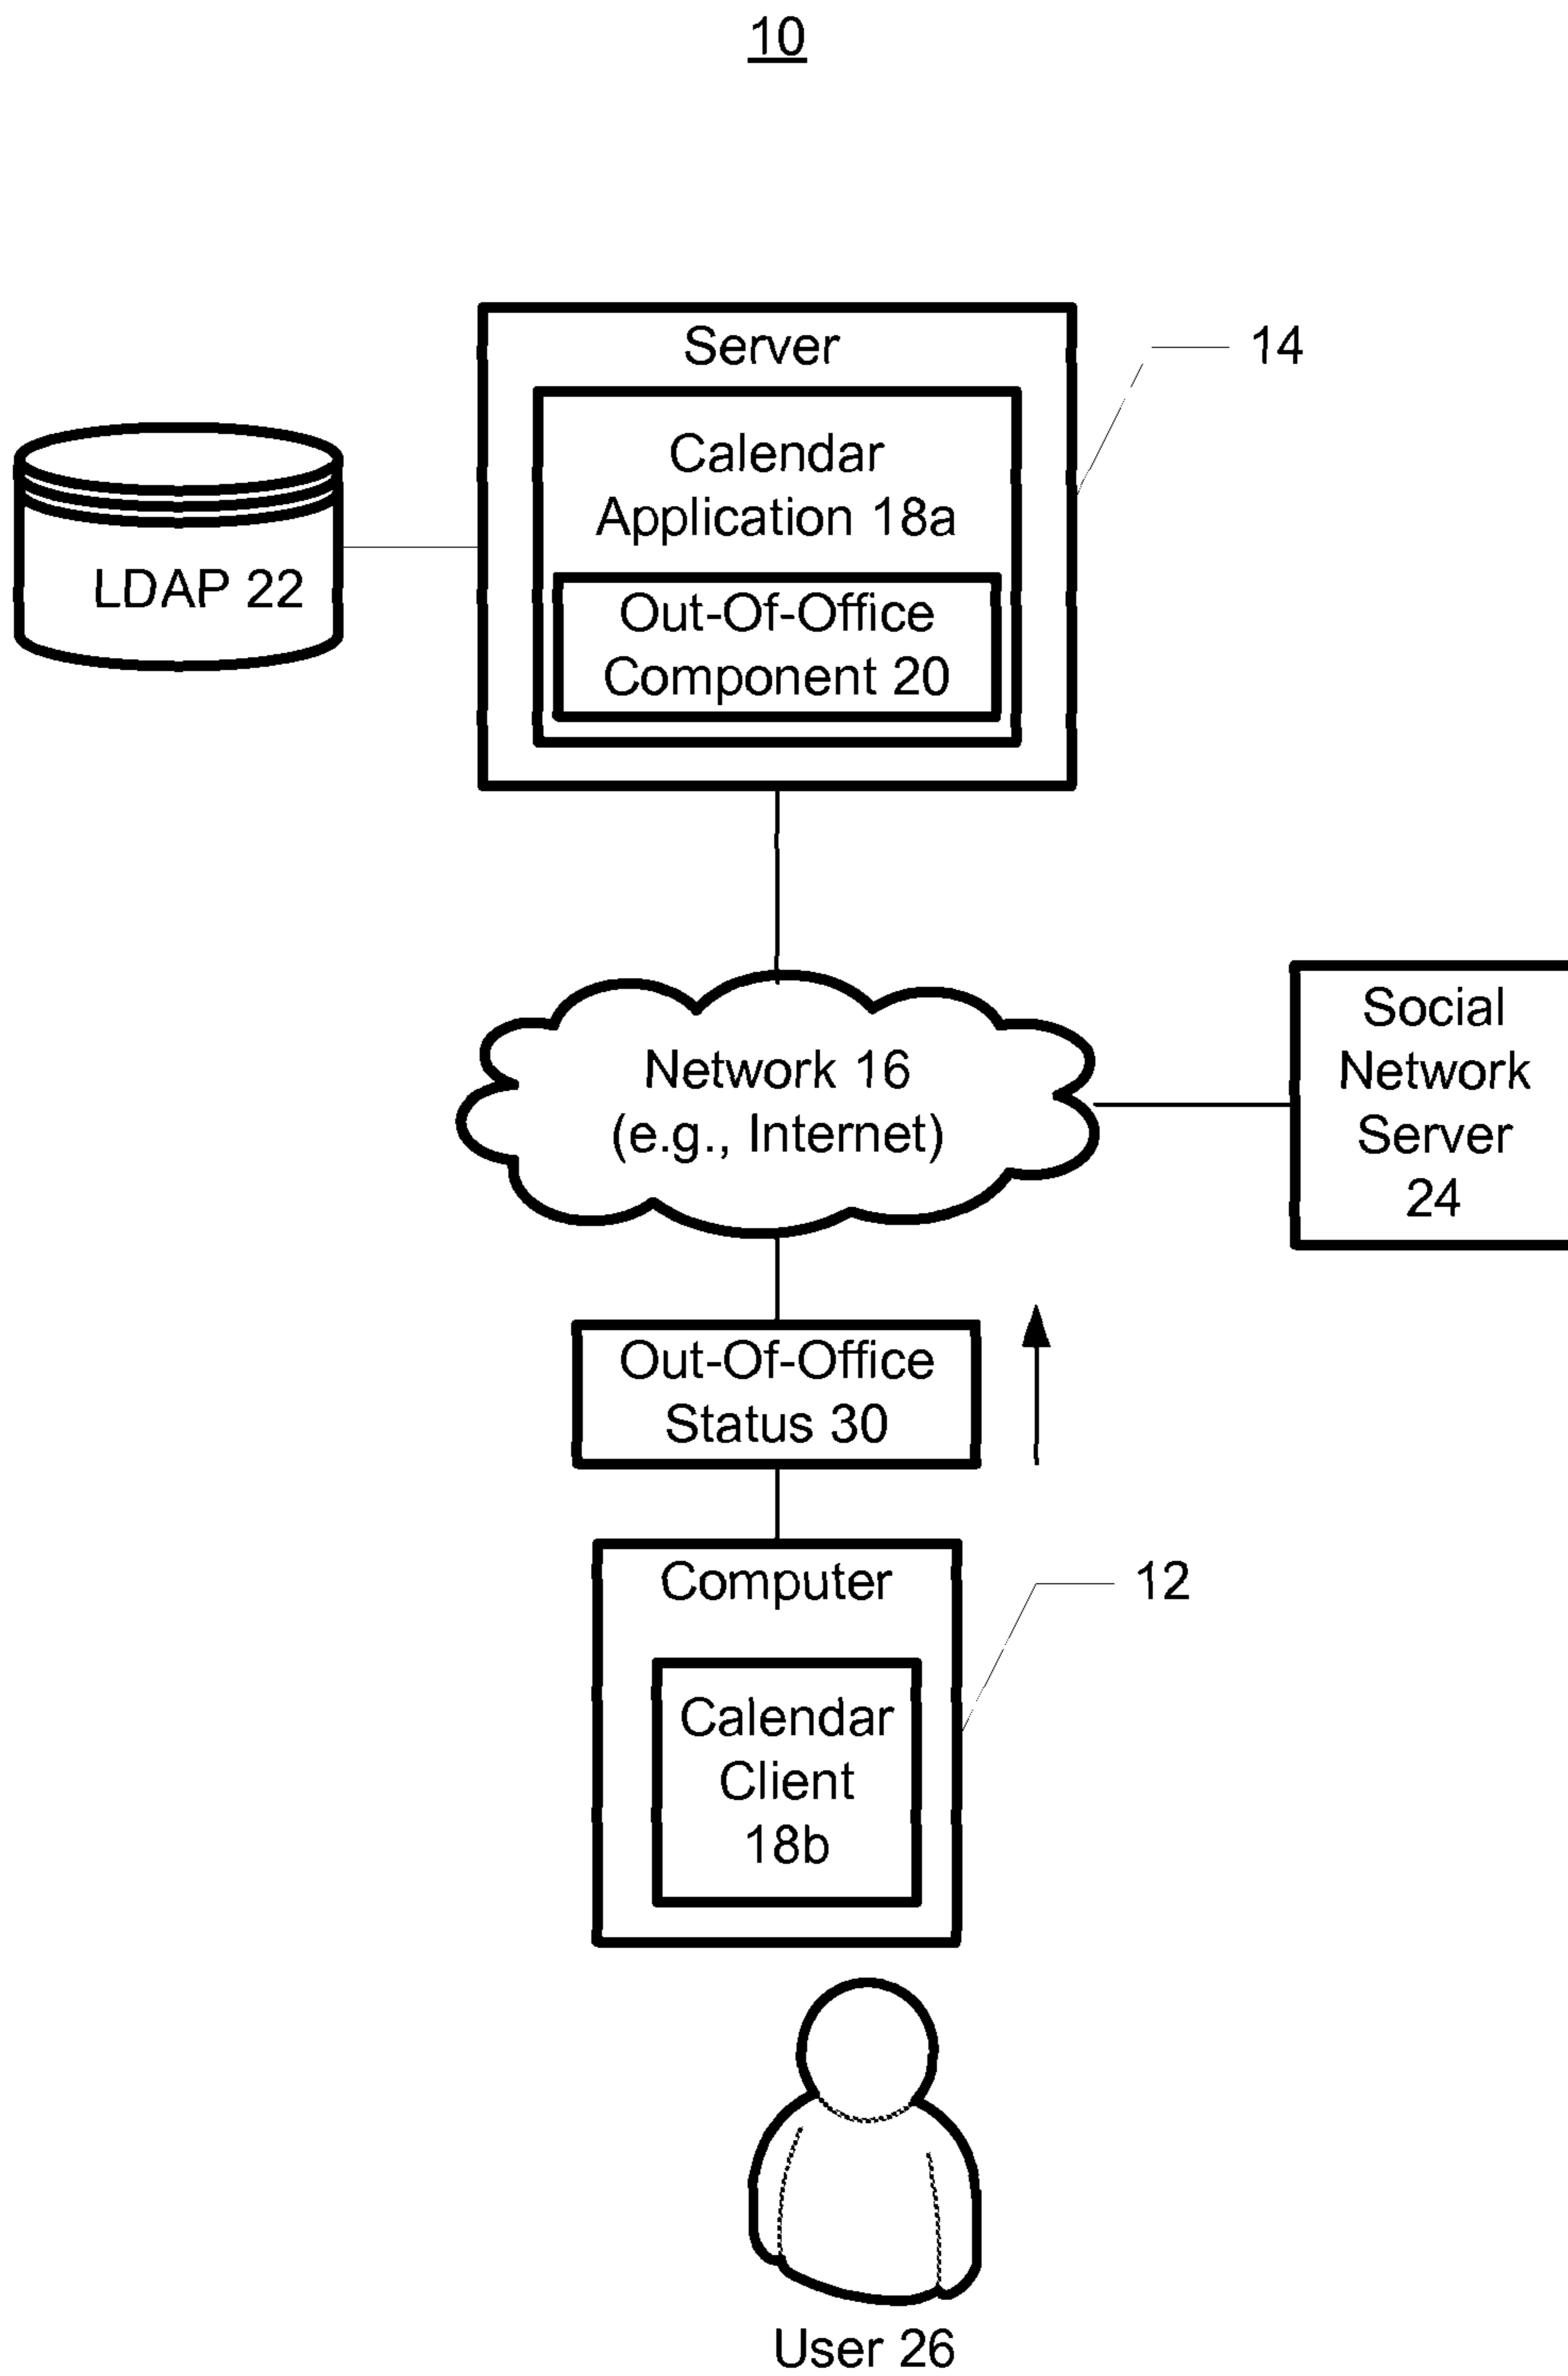 10
Server
14
Calendar
Application 18a
LDAP 22
Out-Of-Office
Component 20
Network 16
(e.g., Internet)
Social
Network
Server
24
Out-Of-Office
Status 30
Computer
12
Calendar
Client
18b
User 26